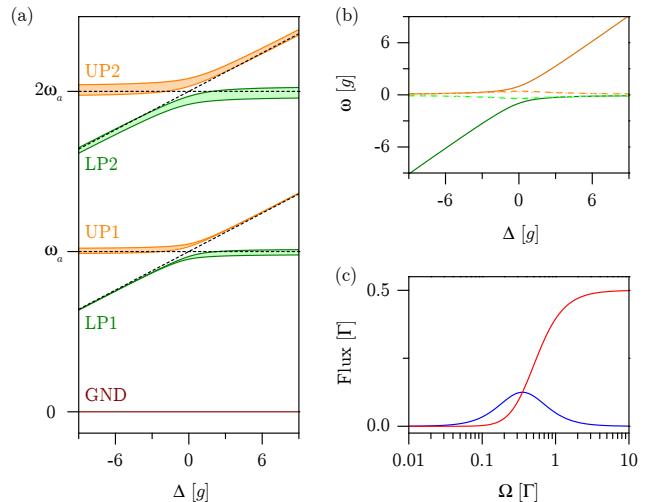 (a)
UP2
2ωₐ
LP2
UP1
ωₐ
LP1
GND
0
-6 0 6
Δ [g]
(b)
ω [g]
6
0
-6
-6 0 6
Δ [g]
(c)
Flux [Γ]
0.5
0.0
0.01 0.1 1 10
Ω [Γ]